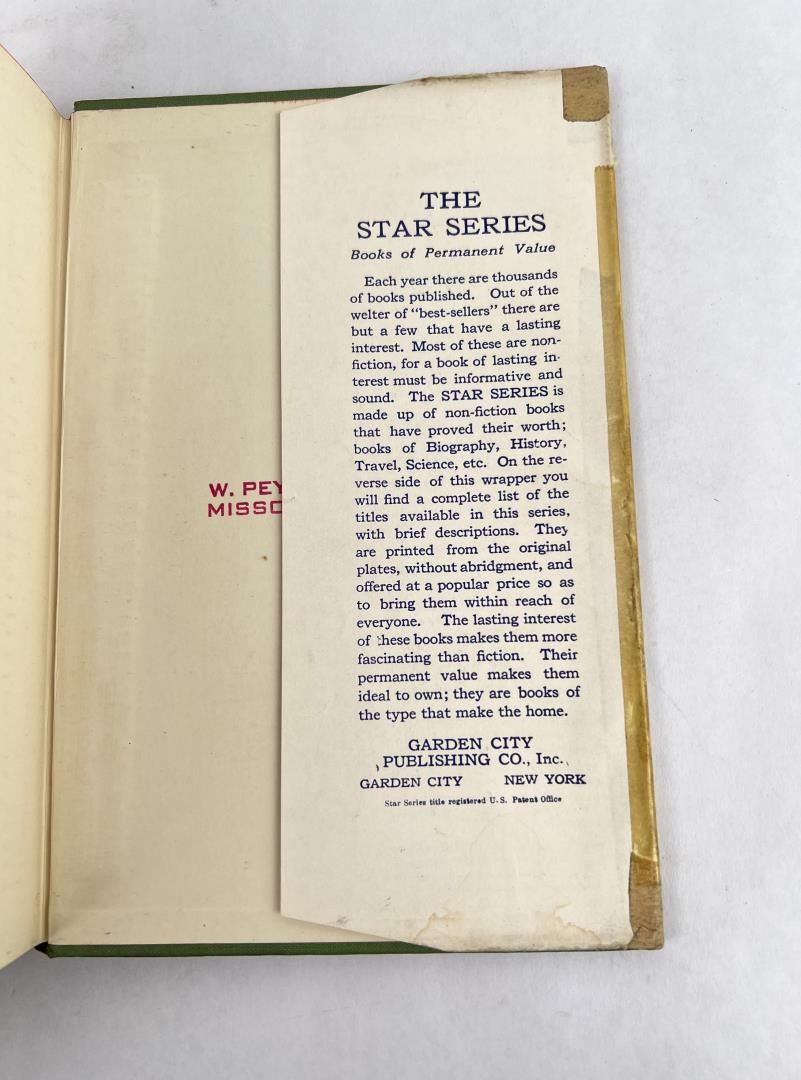 THE
STAR SERIES
Books of Permanent Value
Each year there are thousands
of books published. Out of the
welter of "best-sellers" there are
but a few that have a lasting
interest. Most of these are non-
fiction, for a book of lasting in-
terest must be informative and
sound. The STAR SERIES is
made up of non-fiction books
that have proved their worth;
books of Biography, History,
Travel, Science, etc. On the re-
verse side of this wrapper you
will find a complete list of the
titles available in this series,
with brief descriptions. They
are printed from the original
plates, without abridgment, and
offered at a popular price so as
to bring them within reach of
everyone. The lasting interest
of these books makes them more
fascinating than fiction. Their
permanent value makes them
ideal to own; they are books of
the type that make the home.
GARDEN CITY
PUBLISHING CO., Inc.
GARDEN CITY NEW YORK
Star Series title registered U.S. Patent Office
W. PEY
MISSO